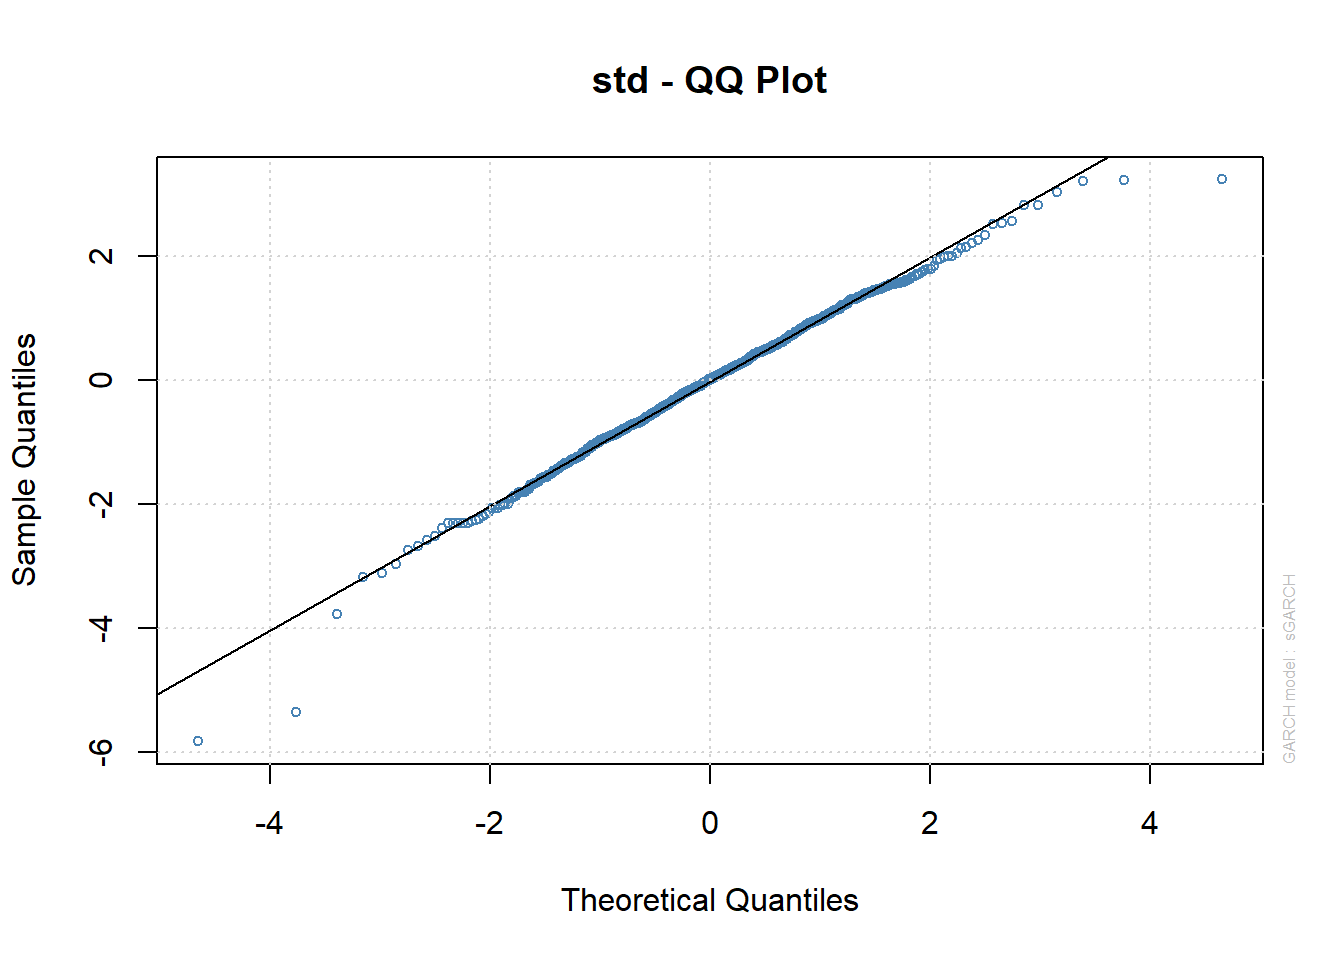 std - QQ Plot
Sample Quantiles
2
0
-2
-4
-6
-4
-2
0
2
4
Theoretical Quantiles
GARCH model : sGARCH